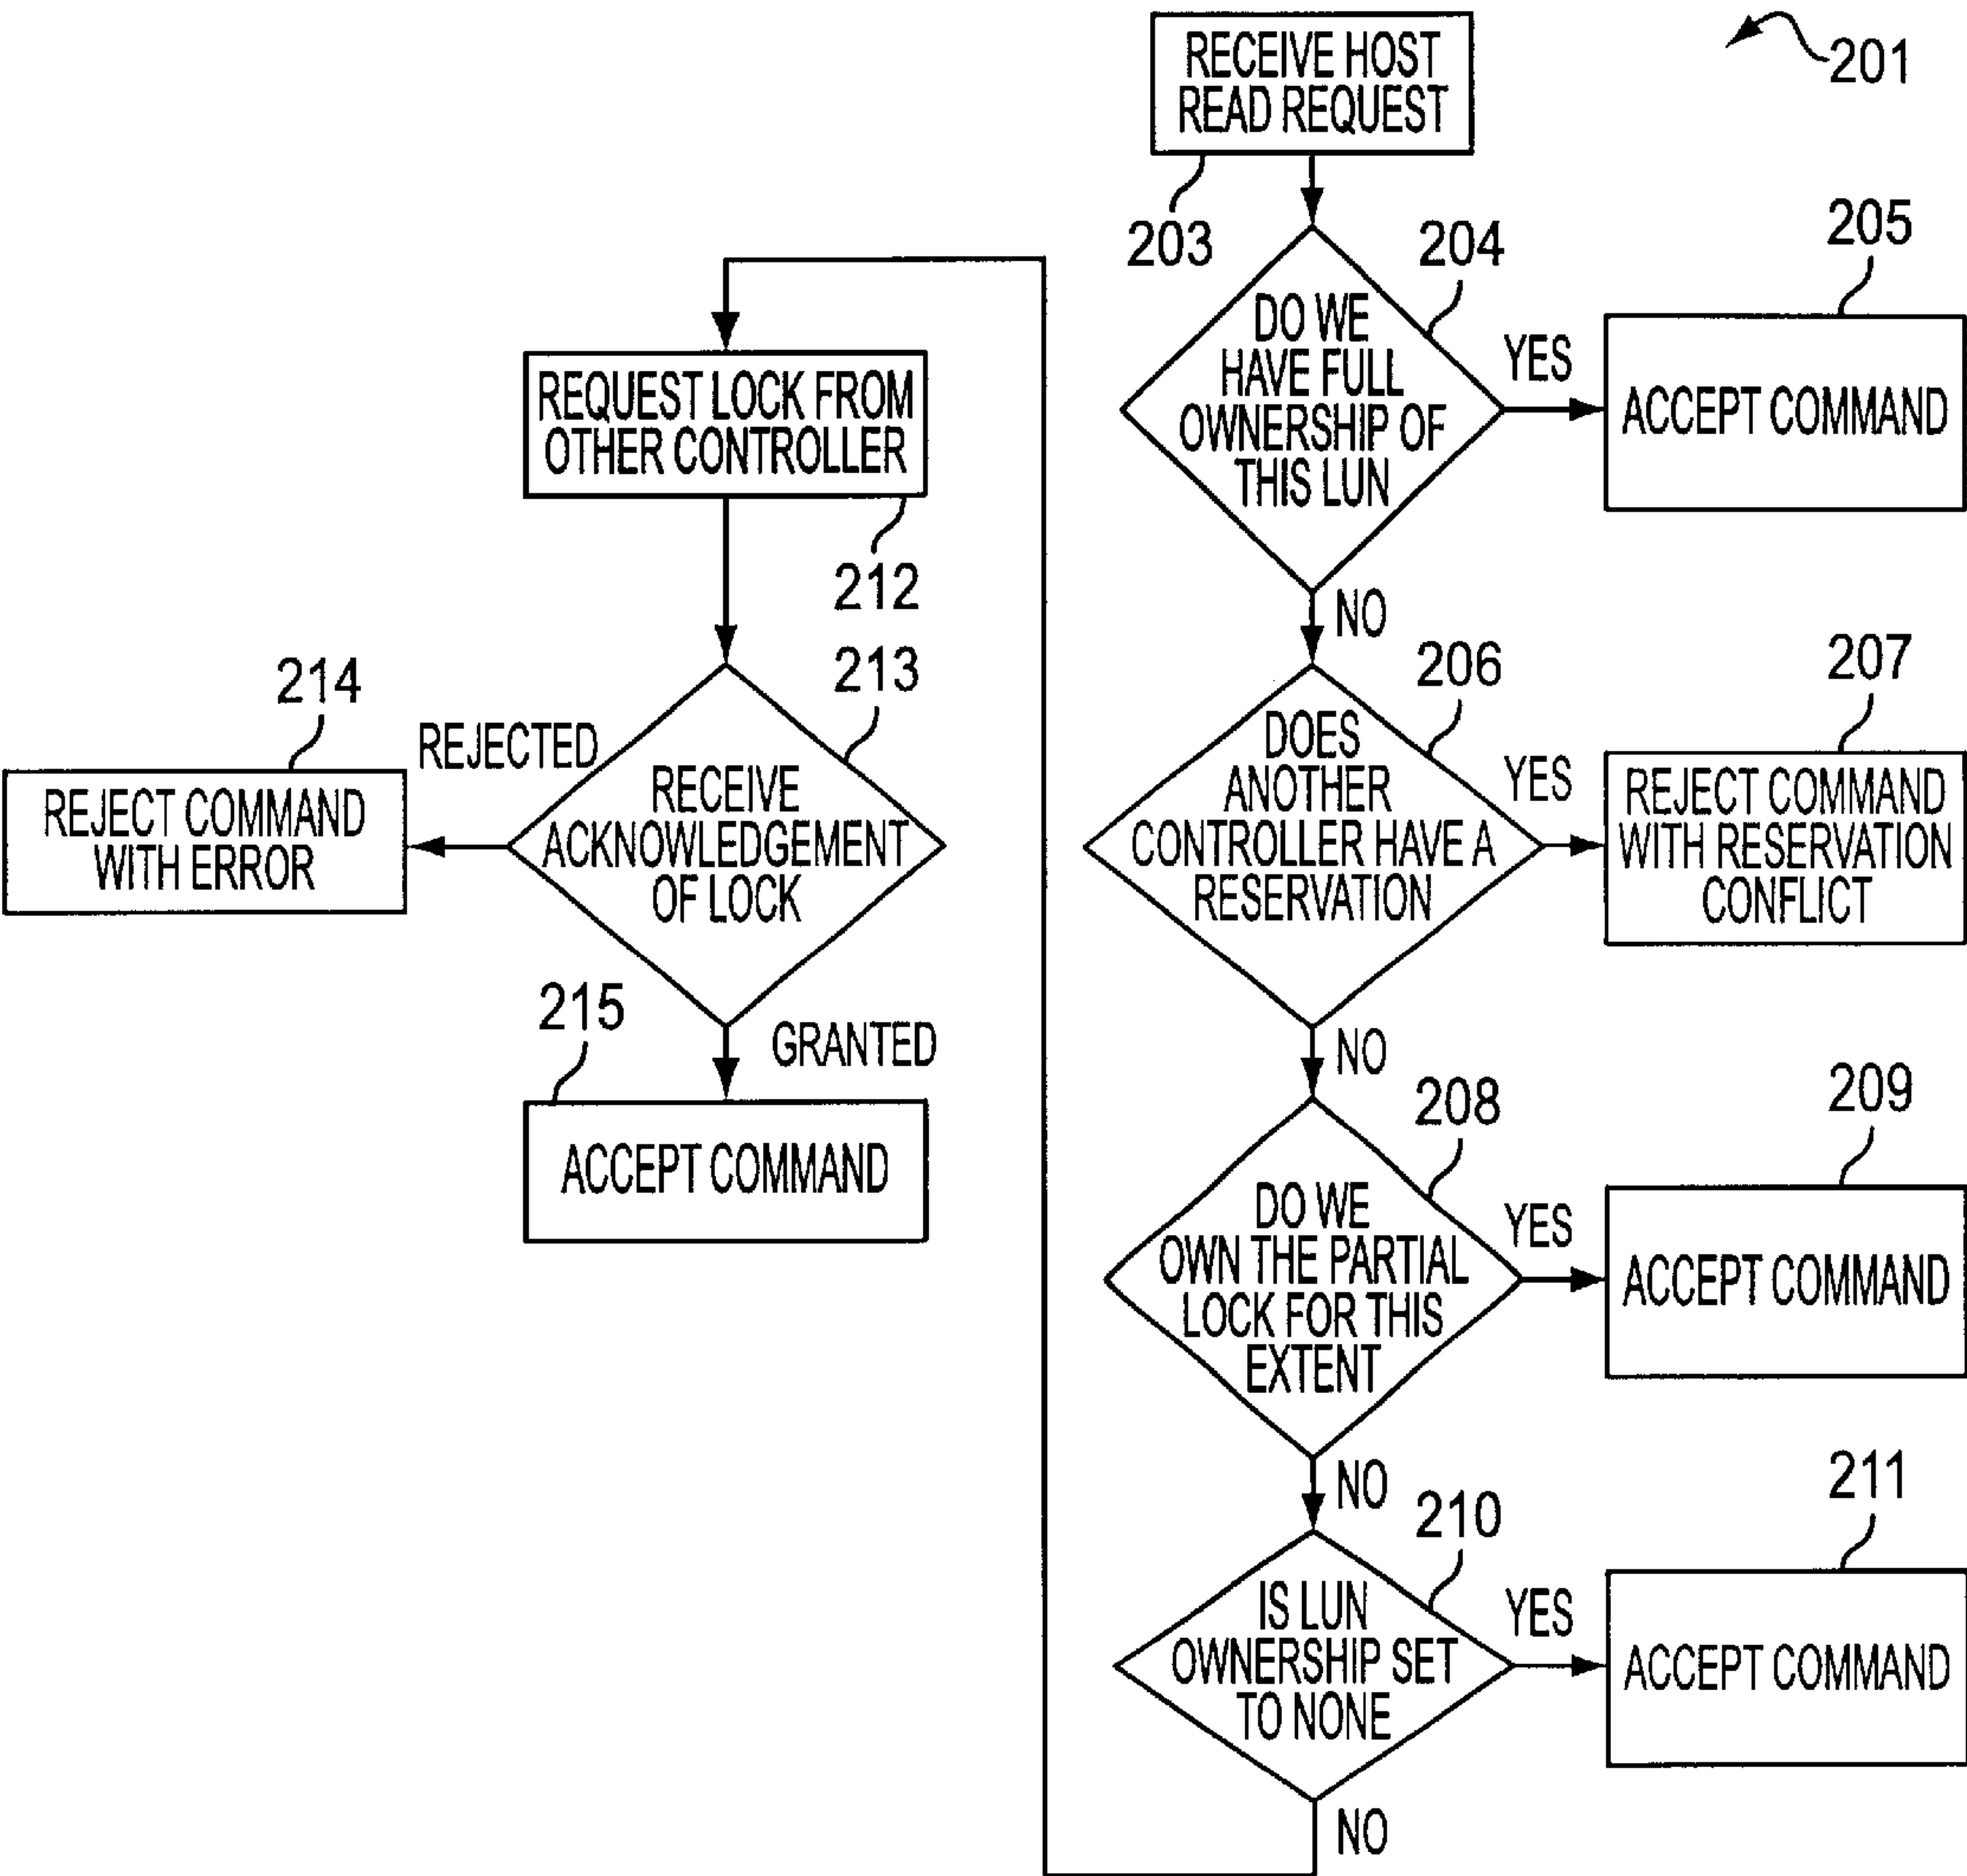 201
RECEIVE HOST
READ REQUEST
203
204
DO WE
HAVE FULL
OWNERSHIP OF
THIS LUN
YES
205
ACCEPT COMMAND
NO
206
DOES
ANOTHER
CONTROLLER HAVE A
RESERVATION
YES
207
REJECT COMMAND
WITH RESERVATION
CONFLICT
NO
208
DO WE
OWN THE PARTIAL
LOCK FOR THIS
EXTENT
YES
209
ACCEPT COMMAND
NO
210
IS LUN
OWNERSHIP SET
TO NONE
YES
211
ACCEPT COMMAND
NO
REQUEST LOCK FROM
OTHER CONTROLLER
212
213
RECEIVE
ACKNOWLEDGEMENT
OF LOCK
REJECTED
214
REJECT COMMAND
WITH ERROR
GRANTED
215
ACCEPT COMMAND